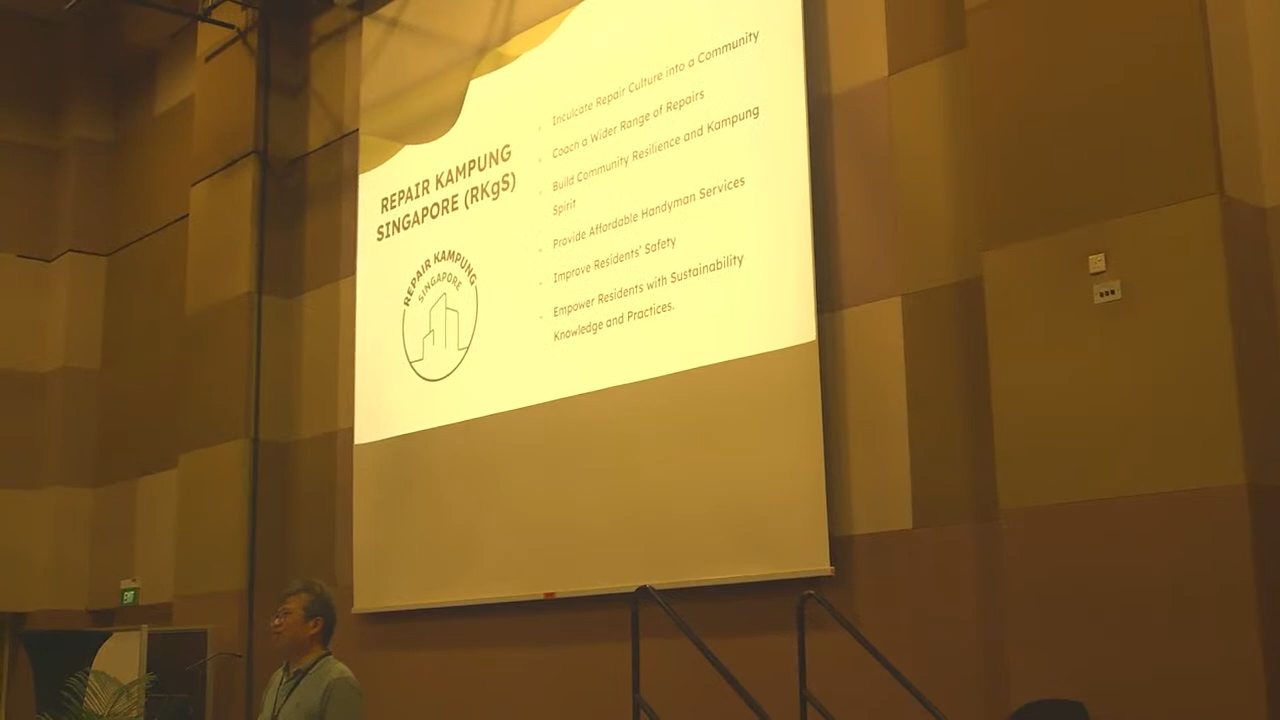 REPAIR KAMPUNG
SINGAPORE (RKgS)
REPAIR KAMPUNG
SINGAPORE
Inculcate Repair Culture into a Community
Coach a Wider Range of Repairs
Build Community Resilience and Kampung
Spirit
Provide Affordable Handyman Services
Improve Residents' Safety
Empower Residents with Sustainability
Knowledge and Practices.
EXIT